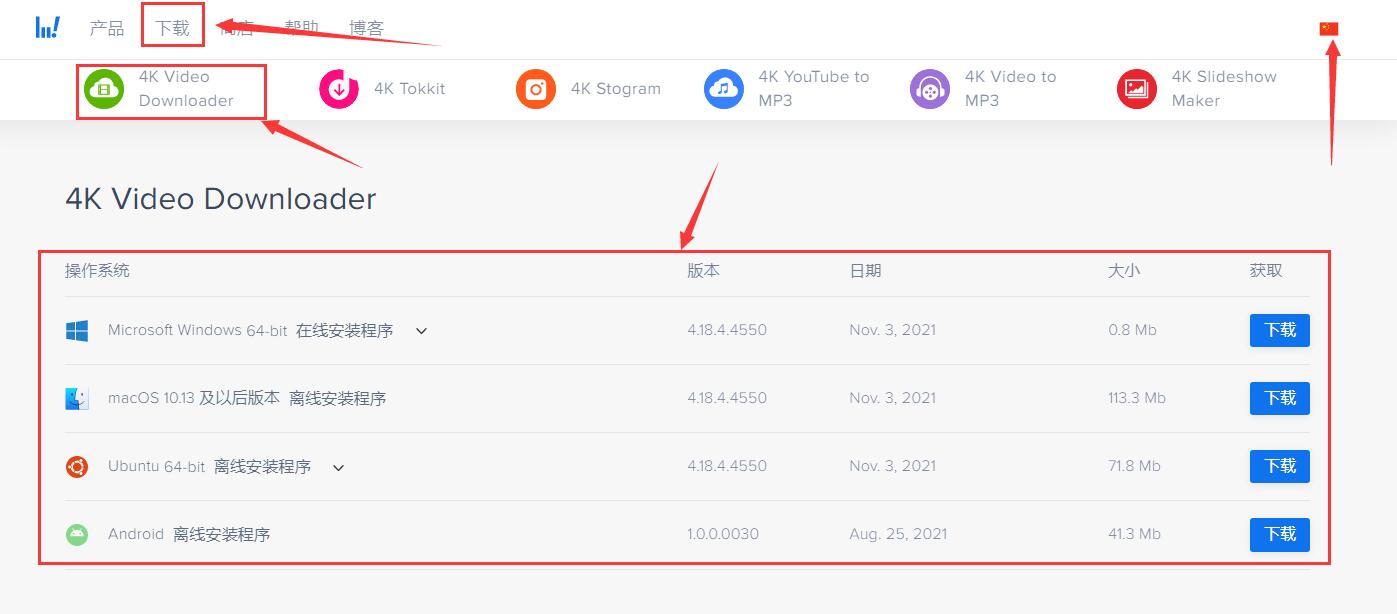 产品 下载 商店 帮助 博客
4K Video Downloader
4K Tokkit
4K Stogram
4K YouTube to MP3
4K Video to MP3
4K Slideshow Maker
4K Video Downloader
操作系统 版本 日期 大小 获取
Microsoft Windows 64-bit 在线安装程序 4.18.4.4550 Nov. 3, 2021 0.8 Mb 下载
macOS 10.13 及以后版本 离线安装程序 4.18.4.4550 Nov. 3, 2021 113.3 Mb 下载
Ubuntu 64-bit 离线安装程序 4.18.4.4550 Nov. 3, 2021 71.8 Mb 下载
Android 离线安装程序 1.0.0.0030 Aug. 25, 2021 41.3 Mb 下载